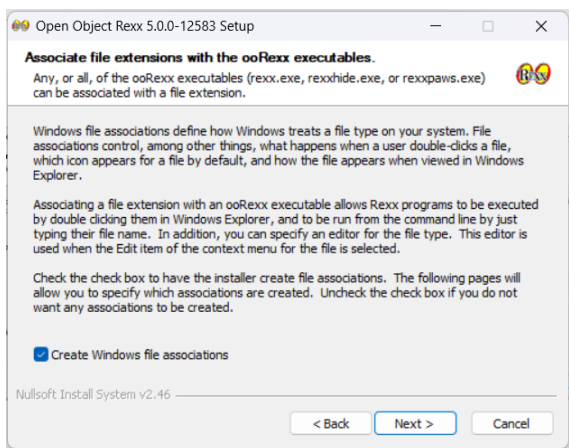 Open Object Rexx 5.0.0-12583 Setup
Associate file extensions with the ooRexx executables.
Any, or all, of the ooRexx executables (rexx.exe, rexxhide.exe, or rexxpaws.exe)
can be associated with a file extension.
Rexx
Windows file associations define how Windows treats a file type on your system. File
associations control, among other things, what happens when a user double-clicks a file,
which icon appears for a file by default, and how the file appears when viewed in Windows
Explorer.
Associating a file extension with an ooRexx executable allows Rexx programs to be executed
by double clicking them in Windows Explorer, and to be run from the command line by just
typing their file name. In addition, you can specify an editor for the file type. This editor is
used when the Edit item of the context menu for the file is selected.
Check the check box to have the installer create file associations. The following pages will
allow you to specify which associations are created. Uncheck the check box if you do not
want any associations to be created.
Create Windows file associations
Nullsoft Install System v2.46
< Back Next > Cancel